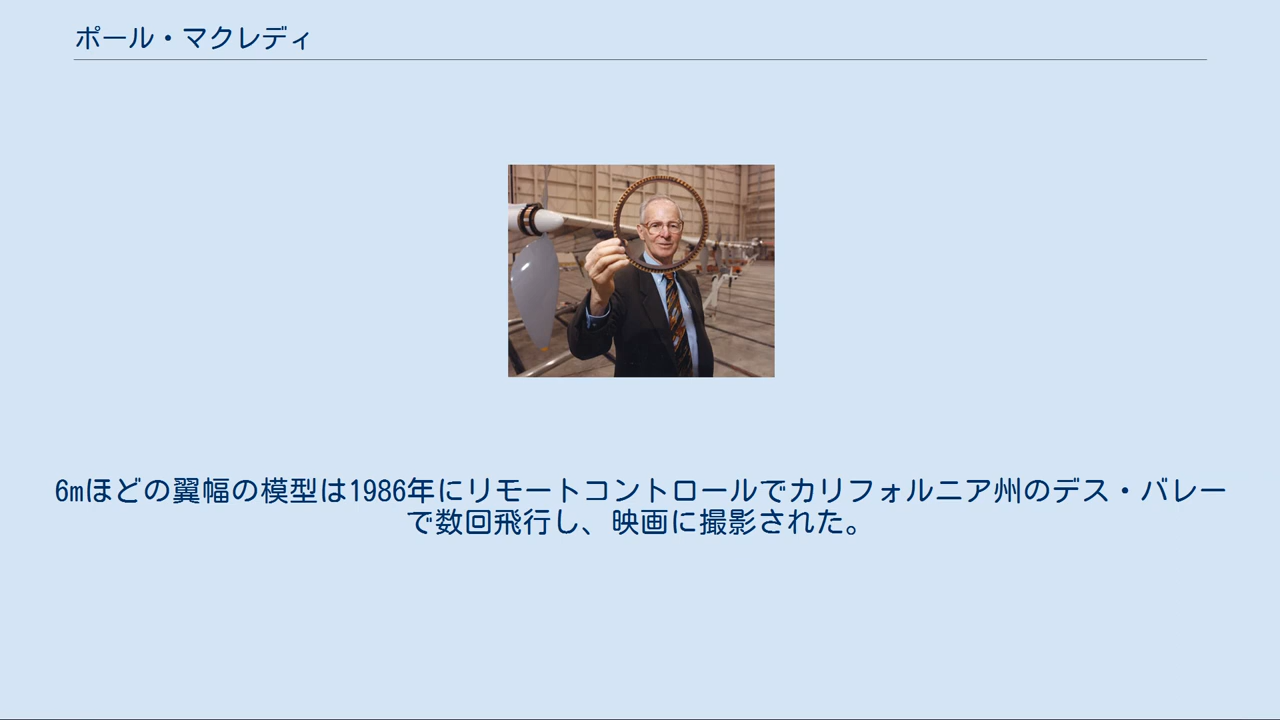 ポール・マクレディ
6mほどの翼幅の模型は1986年にリモートコントロールでカリフォルニア州のデス・バレー
で数回飛行し、映画に撮影された。